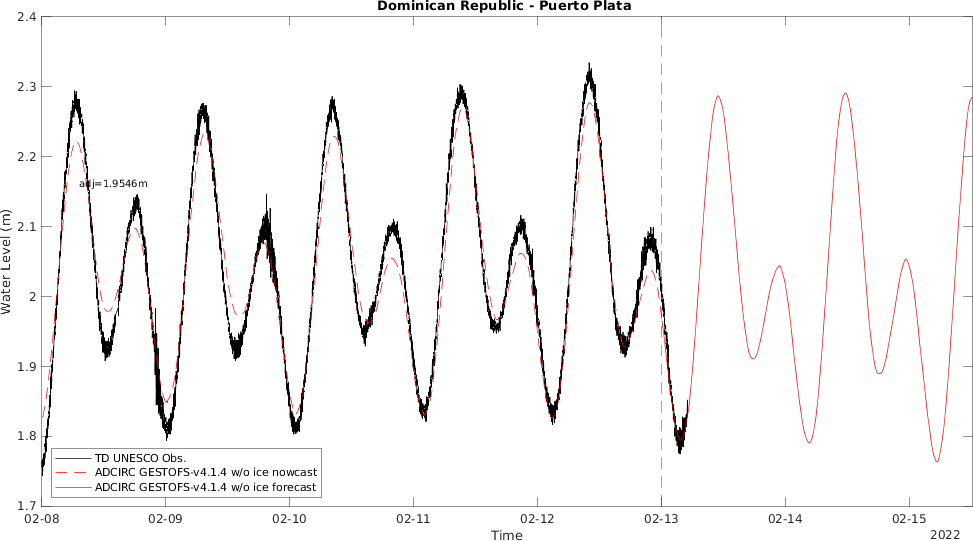 Dominican Republic - Puerto Plata
2.4
2.3
2.2
2.1
2
1.9
1.8
1.7
Water Level (m)
adj=1.9546m
TD UNESCO Obs.
ADCIRC GESTOFS-v4.1.4 w/o ice nowcast
ADCIRC GESTOFS-v4.1.4 w/o ice forecast
02-08 02-09 02-10 02-11 02-12 02-13 02-14 02-15
Time
2022